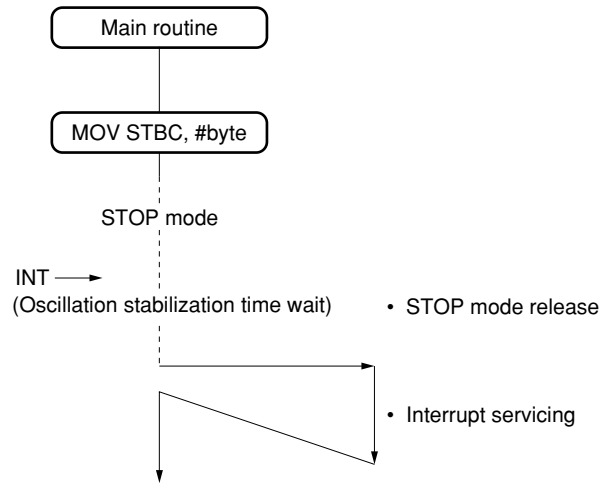 Main routine
MOV STBC, #byte
STOP mode
INT
(Oscillation stabilization time wait)
• STOP mode release
• Interrupt servicing